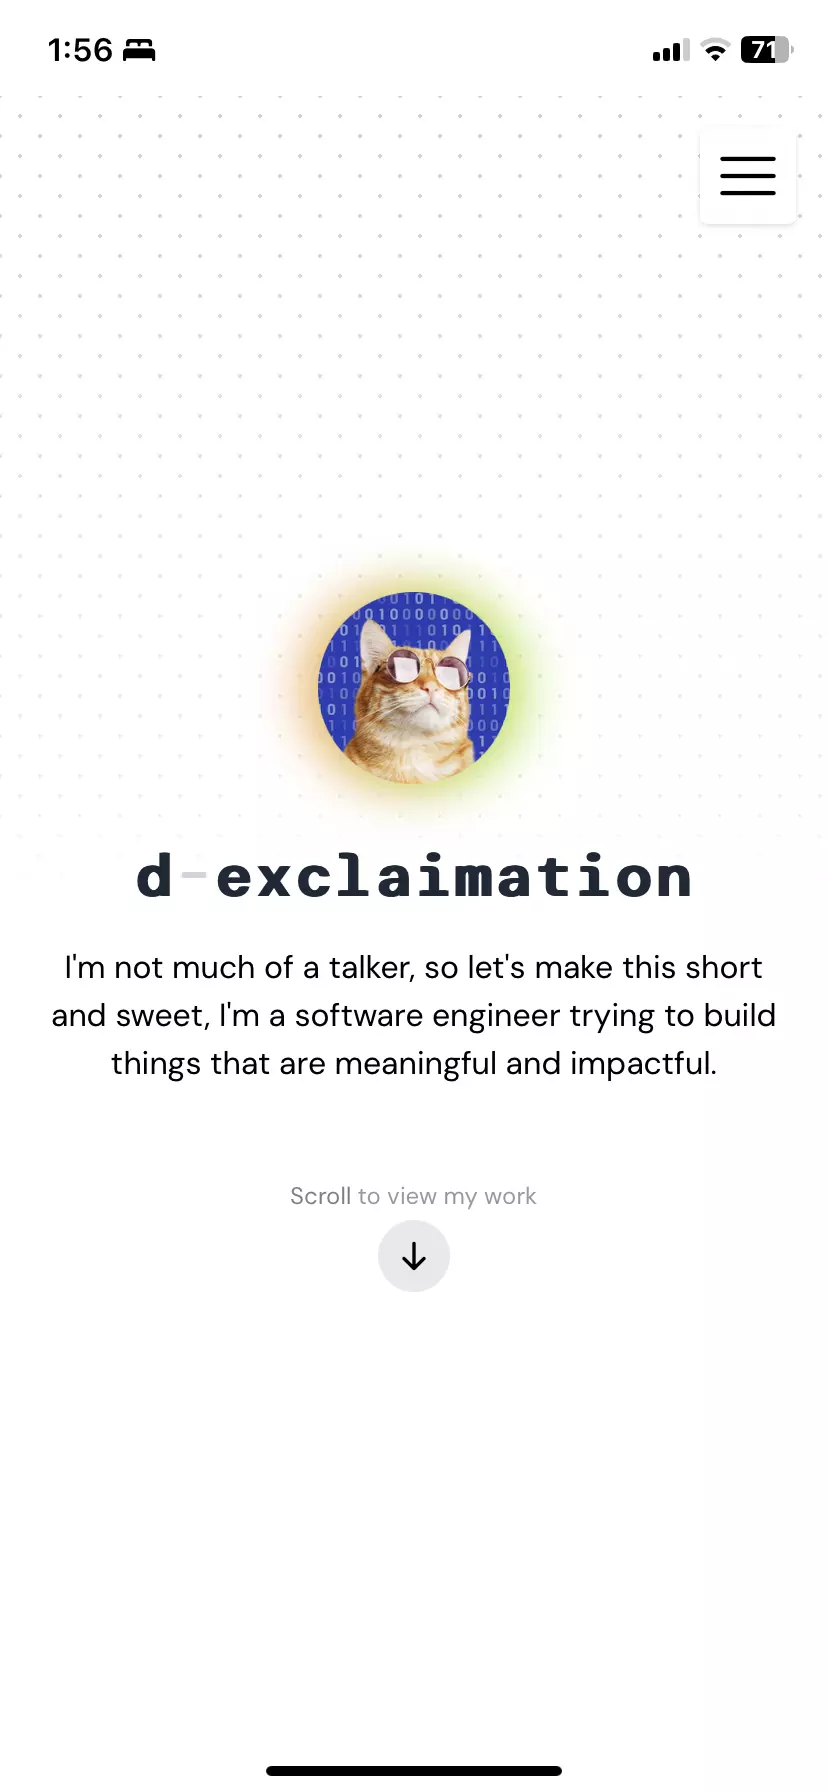 1:56
71
d-exclaimation
I'm not much of a talker, so let's make this short
and sweet, I'm a software engineer trying to build
things that are meaningful and impactful.
Scroll to view my work